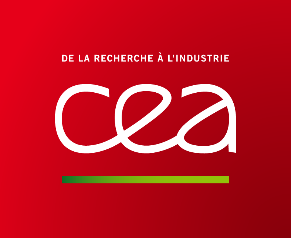 DE LA RECHERCHE À L'INDUSTRIE
cea